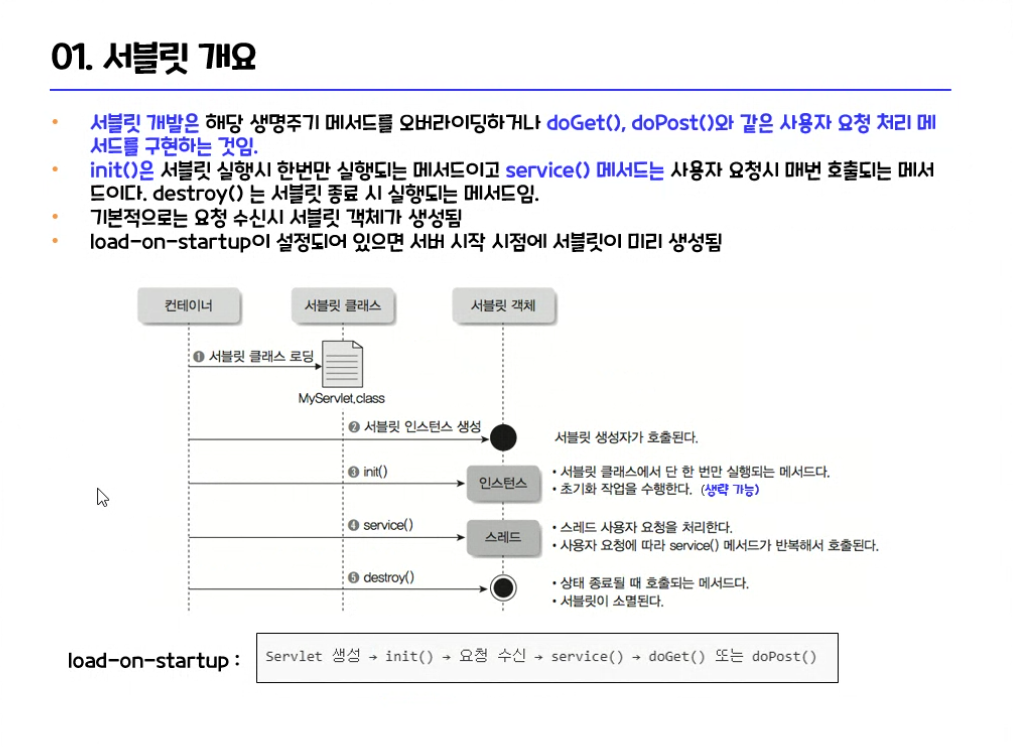 01. 서블릿 개요
• 서블릿 개발은 해당 생명주기 메서드를 오버라이딩하거나 doGet(), doPost()와 같은 사용자 요청 처리 메
서드를 구현하는 것임.
• init()은 서블릿 실행시 한번만 실행되는 메서드이고 service() 메서드는 사용자 요청시 매번 호출되는 메서
드이다. destroy() 는 서블릿 종료 시 실행되는 메서드임.
• 기본적으로는 요청 수신시 서블릿 객체가 생성됨
• load-on-startup이 설정되어 있으면 서버 시작 시점에 서블릿이 미리 생성됨
컨테이너 서블릿 클래스 서블릿 객체
❶ 서블릿 클래스 로딩
MyServlet.class
❷ 서블릿 인스턴스 생성
서블릿 생성자가 호출된다.
❸ init()
인스턴스
• 서블릿 클래스에서 단 한 번만 실행되는 메서드다.
• 초기화 작업을 수행한다. (생략 가능)
❹ service()
스레드
• 스레드 사용자 요청을 처리한다.
• 사용자 요청에 따라 service() 메서드가 반복해서 호출된다.
❺ destroy()
• 상태 종료될 때 호출되는 메서드다.
• 서블릿이 소멸된다.
load-on-startup :
Servlet 생성 → init() → 요청 수신 → service() → doGet() 또는 doPost()